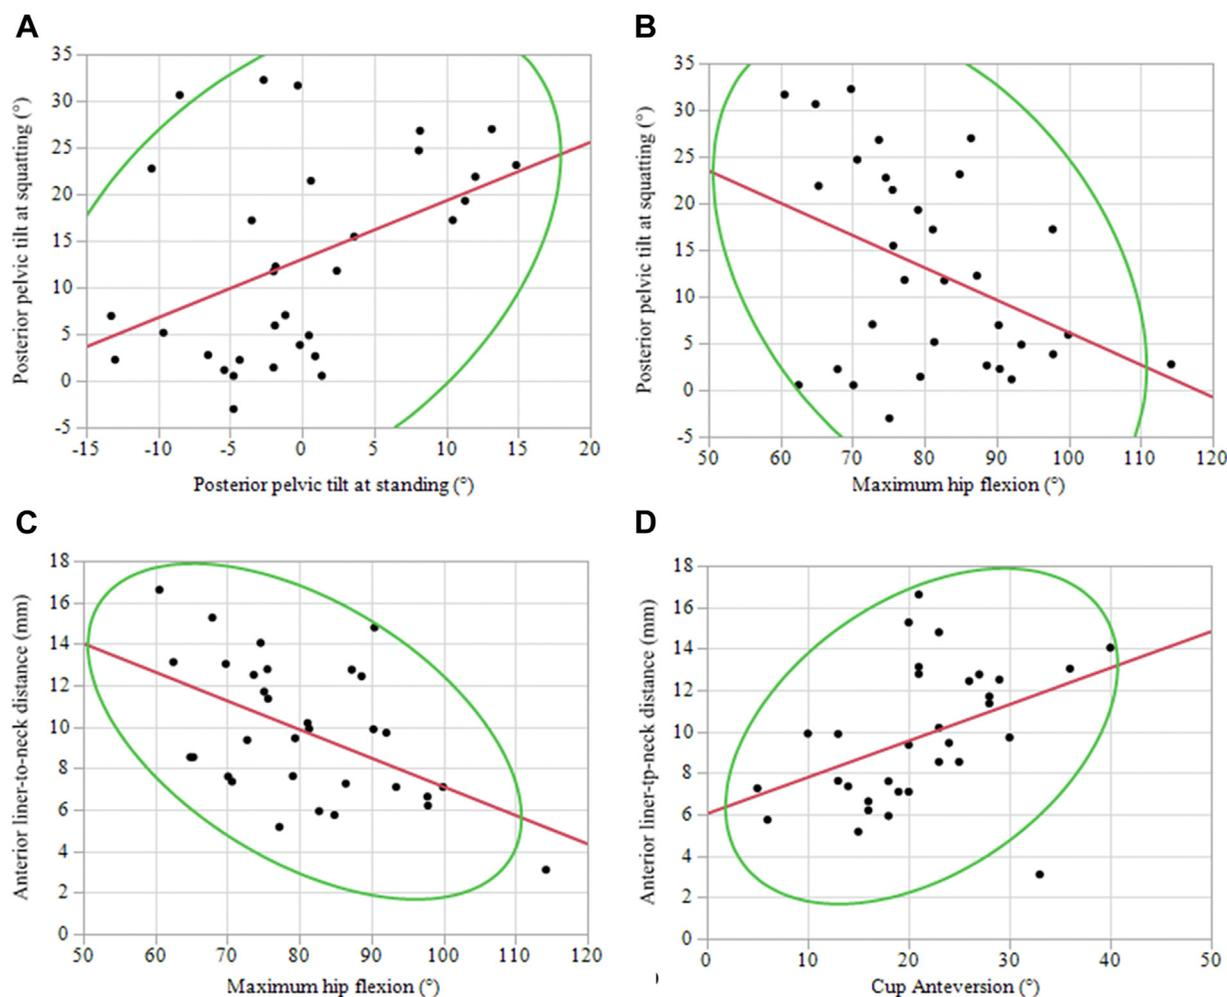 A
B
Posterior pelvic tilt at squatting (°)
35
30
25
20
15
10
5
0
-5
-15 -10 -5 0 5 10 15 20
Posterior pelvic tilt at standing (°)
Posterior pelvic tilt at squatting (°)
35
30
25
20
15
10
5
0
-5
50 60 70 80 90 100 110 120
Maximum hip flexion (°)
C
D
Anterior liner-to-neck distance (mm)
18
16
14
12
10
8
6
4
2
0
50 60 70 80 90 100 110 120
Maximum hip flexion (°)
Anterior liner-tp-neck distance (mm)
18
16
14
12
10
8
6
4
2
0
0 10 20 30 40 50
Cup Anteversion (°)